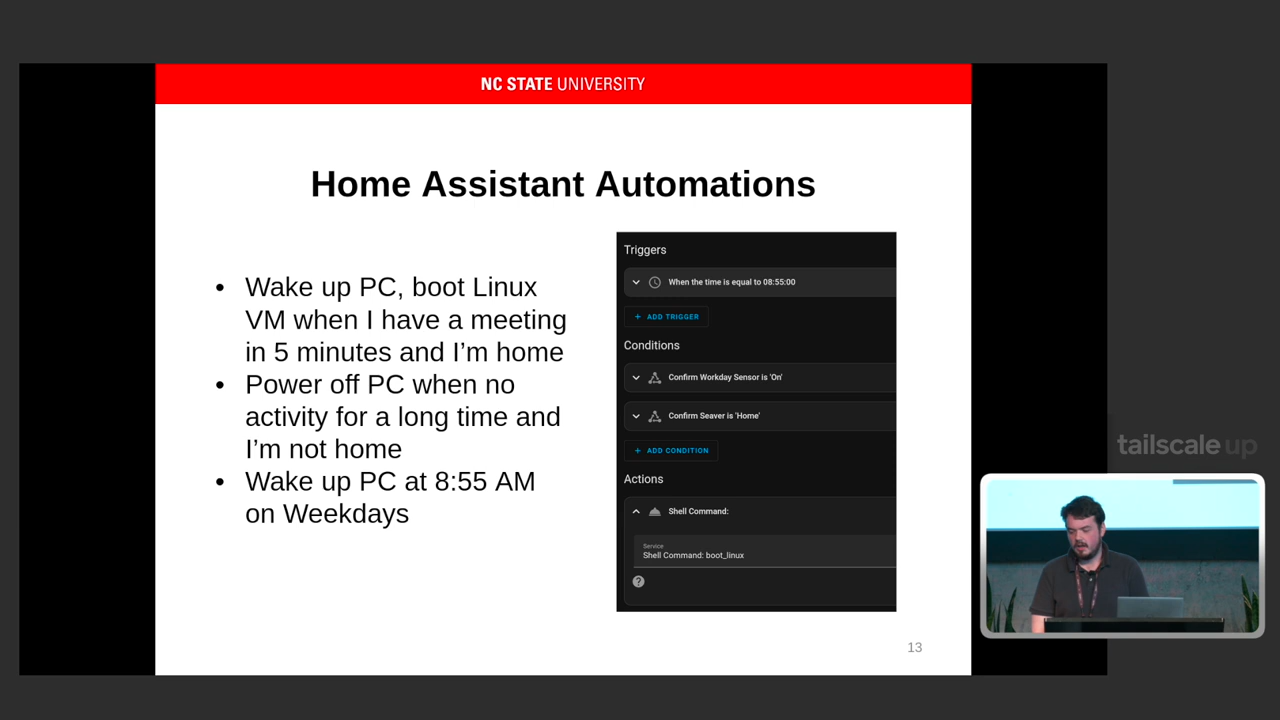 NC STATE UNIVERSITY
Home Assistant Automations
• Wake up PC, boot Linux
VM when I have a meeting
in 5 minutes and I’m home
• Power off PC when no
activity for a long time and
I’m not home
• Wake up PC at 8:55 AM
on Weekdays
Triggers
When the time is equal to 08:55:00
+ ADD TRIGGER
Conditions
Confirm Workday Sensor is 'On'
Confirm Seaver is 'Home'
+ ADD CONDITION
Actions
Shell Command:
Service
Shell Command: boot_linux
?
13
tailscale up